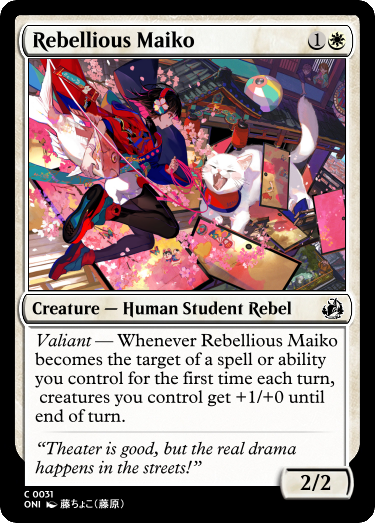 Rebellious Maiko 1
Creature — Human Student Rebel
Valiant — Whenever Rebellious Maiko
becomes the target of a spell or ability
you control for the first time each turn,
creatures you control get +1/+0 until
end of turn.
“Theater is good, but the real drama
happens in the streets!”
2/2
C 0031
ONI 藤ちょこ(藤原)